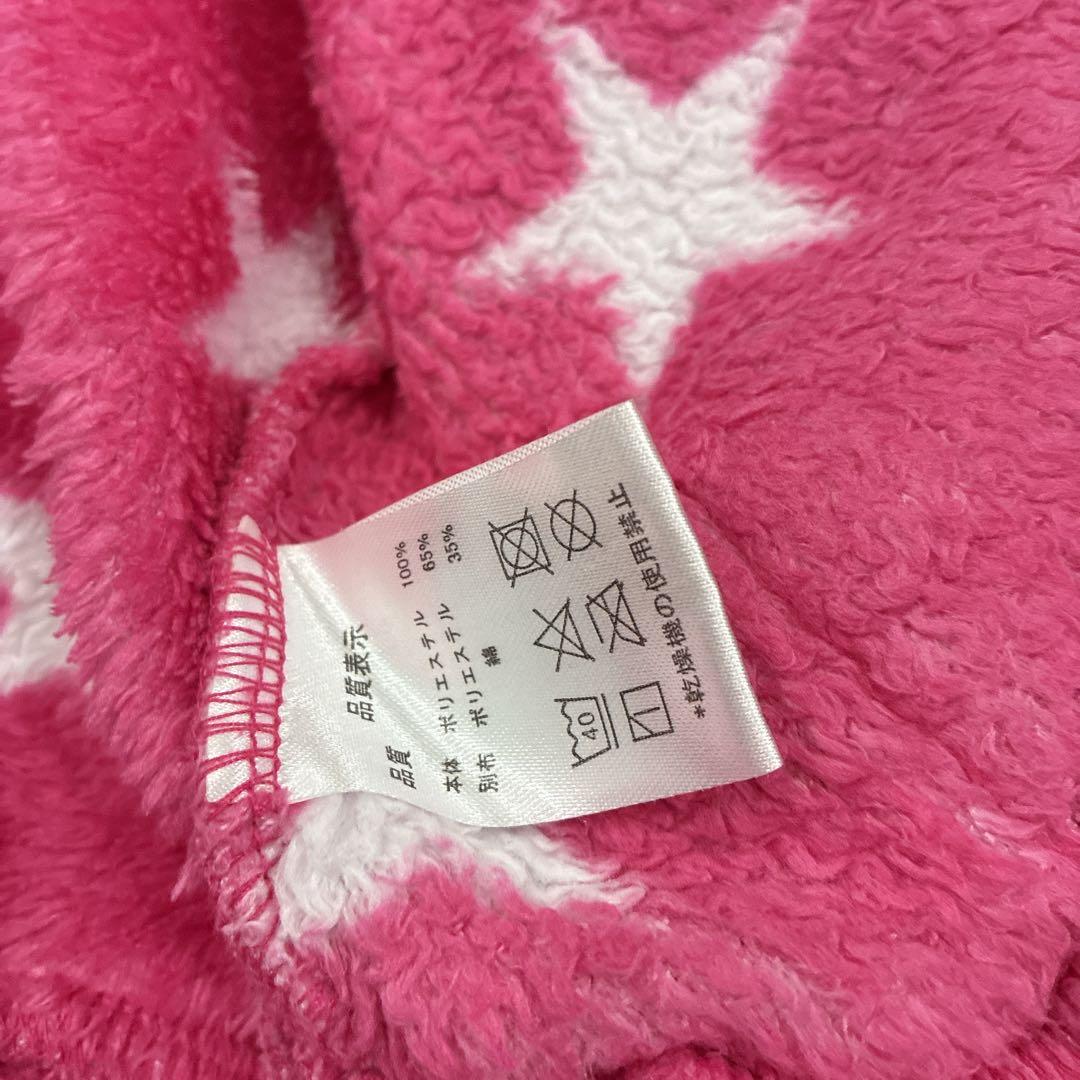 品質表示
品質
本体 ポリエステル 100%
別布 ポリエステル 65%
綿 35%
40
*乾燥機の使用禁止